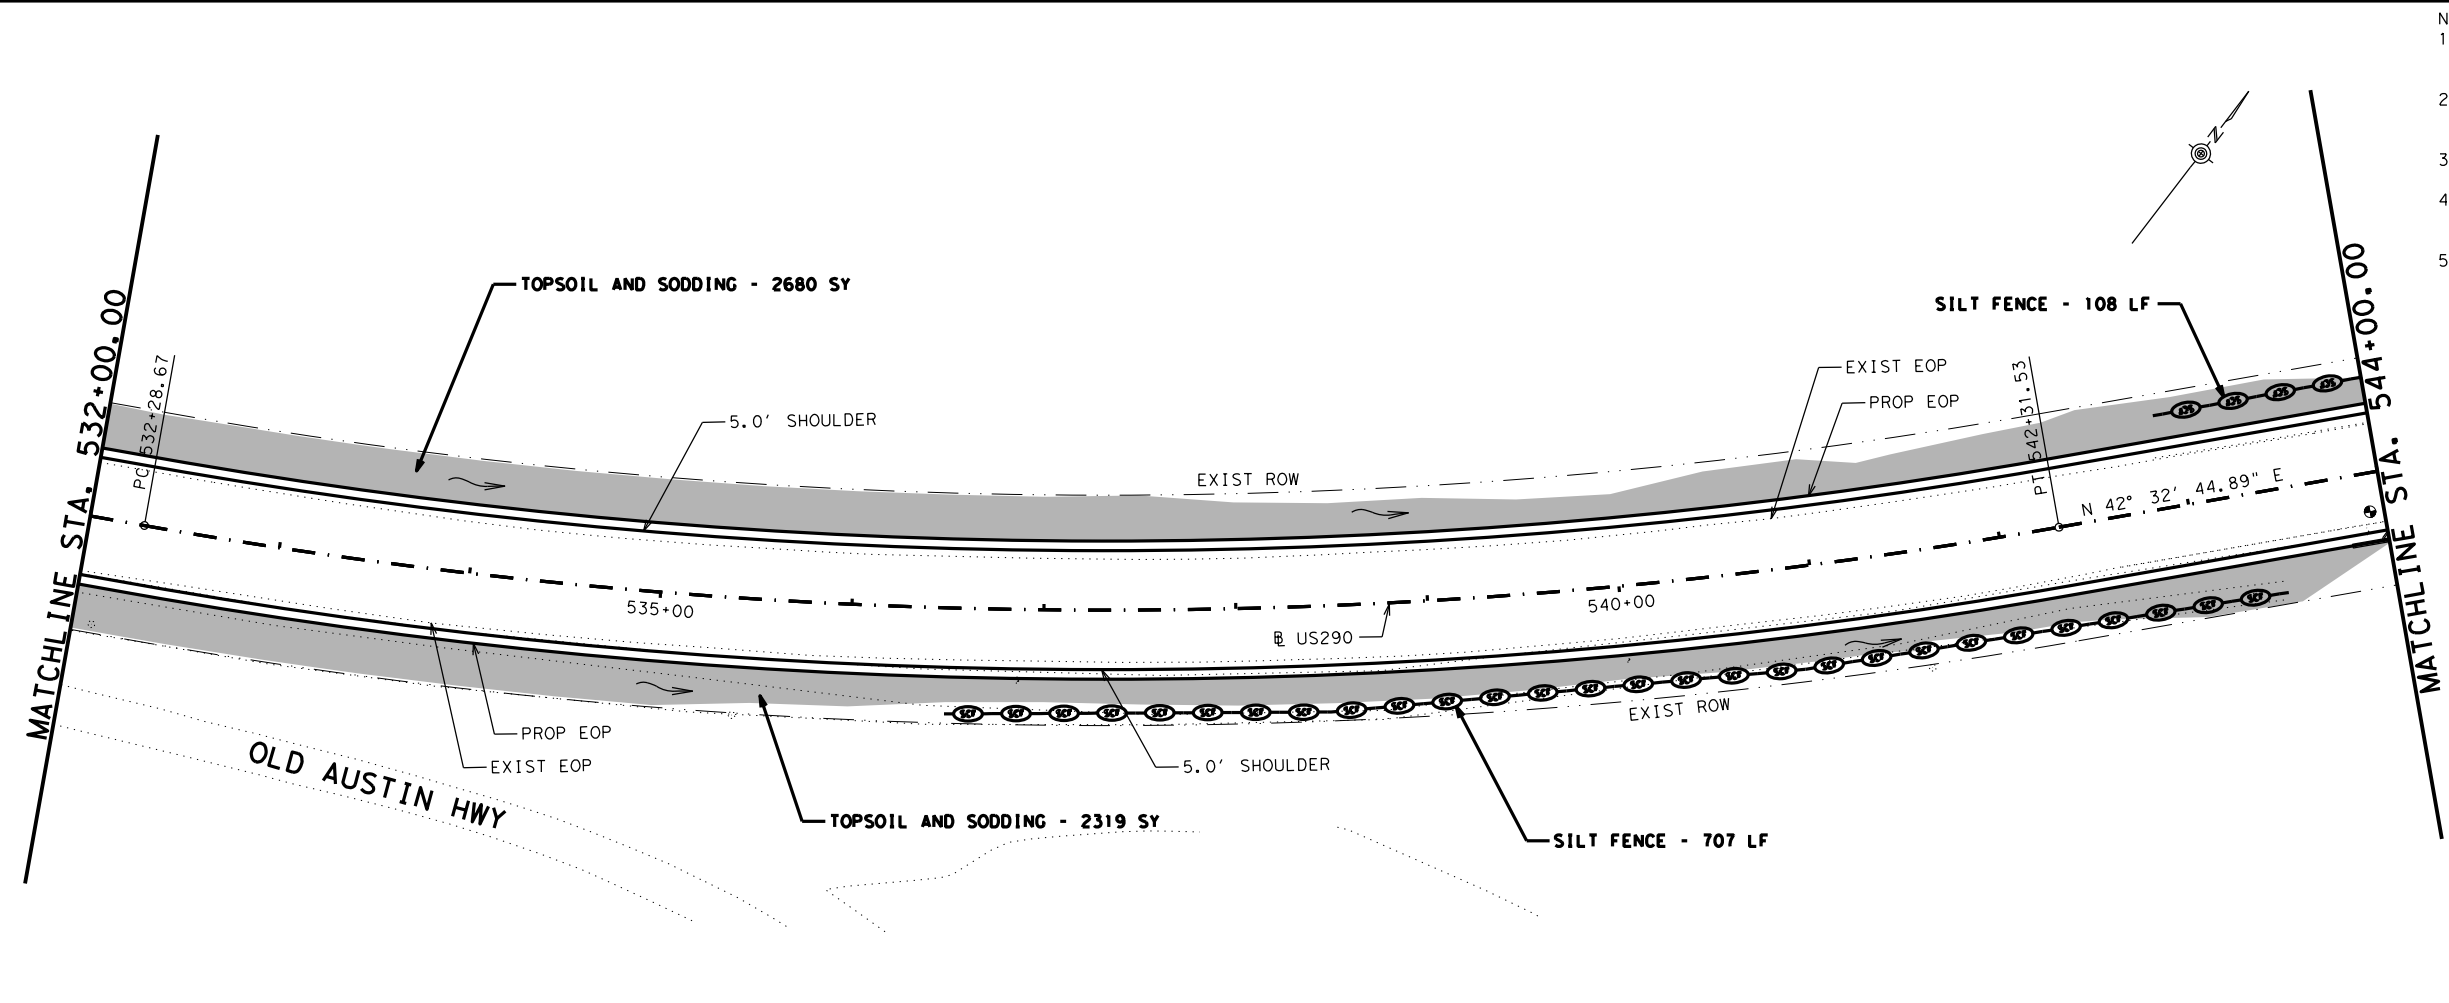 N
1
2
3
4
5
N
MATCHLINE STA. 532+00.00
MATCHLINE STA. 544+00.00
TOPSOIL AND SODDING - 2680 SY
SILT FENCE - 108 LF
PC 532+28.67
PT 542+31.53
5.0' SHOULDER
EXIST EOP
PROP EOP
EXIST ROW
N 42° 32' 44.89" E
535+00
540+00
B US290
EXIST ROW
PROP EOP
EXIST EOP
5.0' SHOULDER
OLD AUSTIN HWY
TOPSOIL AND SODDING - 2319 SY
SILT FENCE - 707 LF